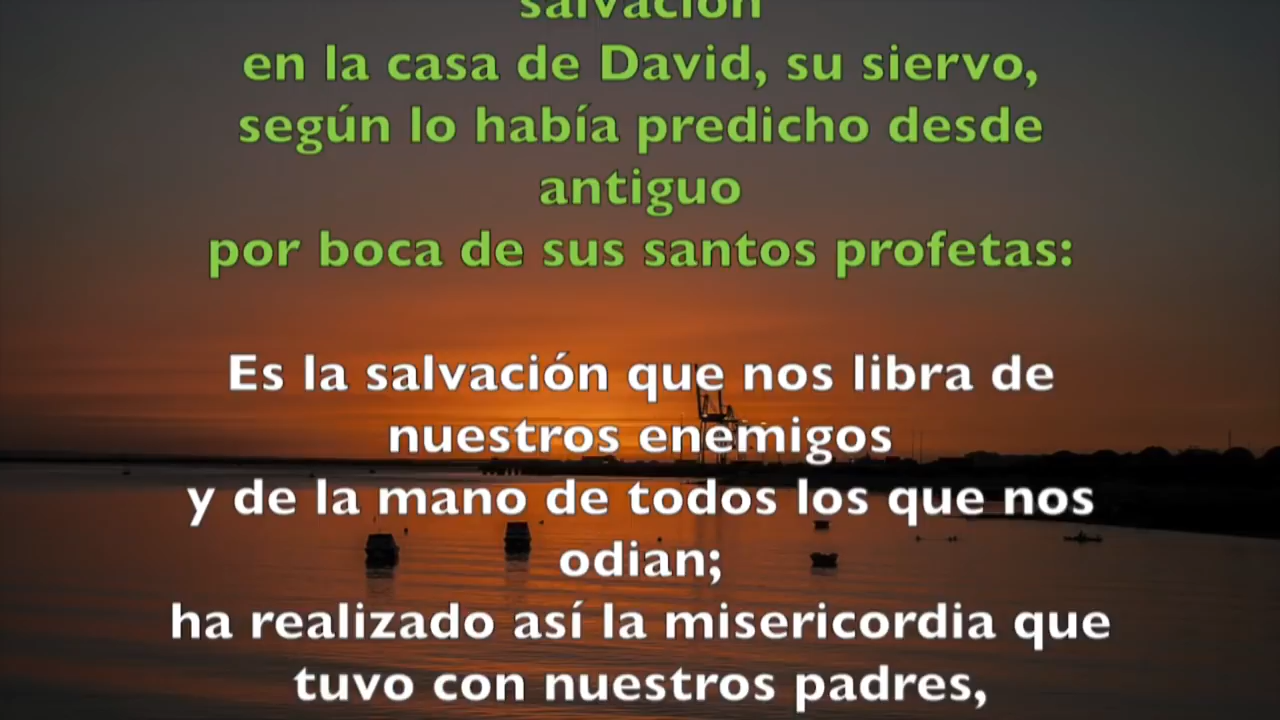 salvación
en la casa de David, su siervo,
según lo había predicho desde
antiguo
por boca de sus santos profetas:
Es la salvación que nos libra de
nuestros enemigos
y de la mano de todos los que nos
odian;
ha realizado así la misericordia que
tuvo con nuestros padres,